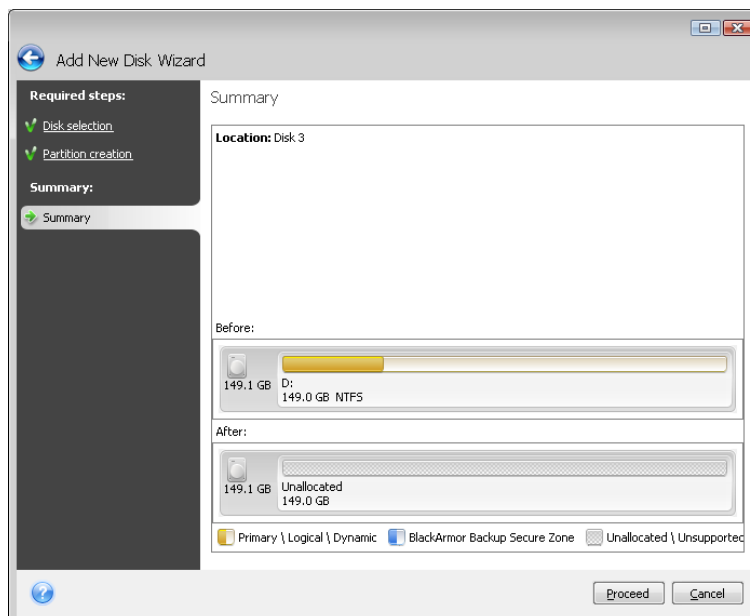 Add New Disk Wizard
Required steps:
Disk selection
Partition creation
Summary:
Summary
Summary
Location: Disk 3
Before:
149.1 GB
D:
149.0 GB NTFS
After:
149.1 GB
Unallocated
149.0 GB
Primary \ Logical \ Dynamic BlackArmor Backup Secure Zone Unallocated \ Unsupported
? Proceed Cancel